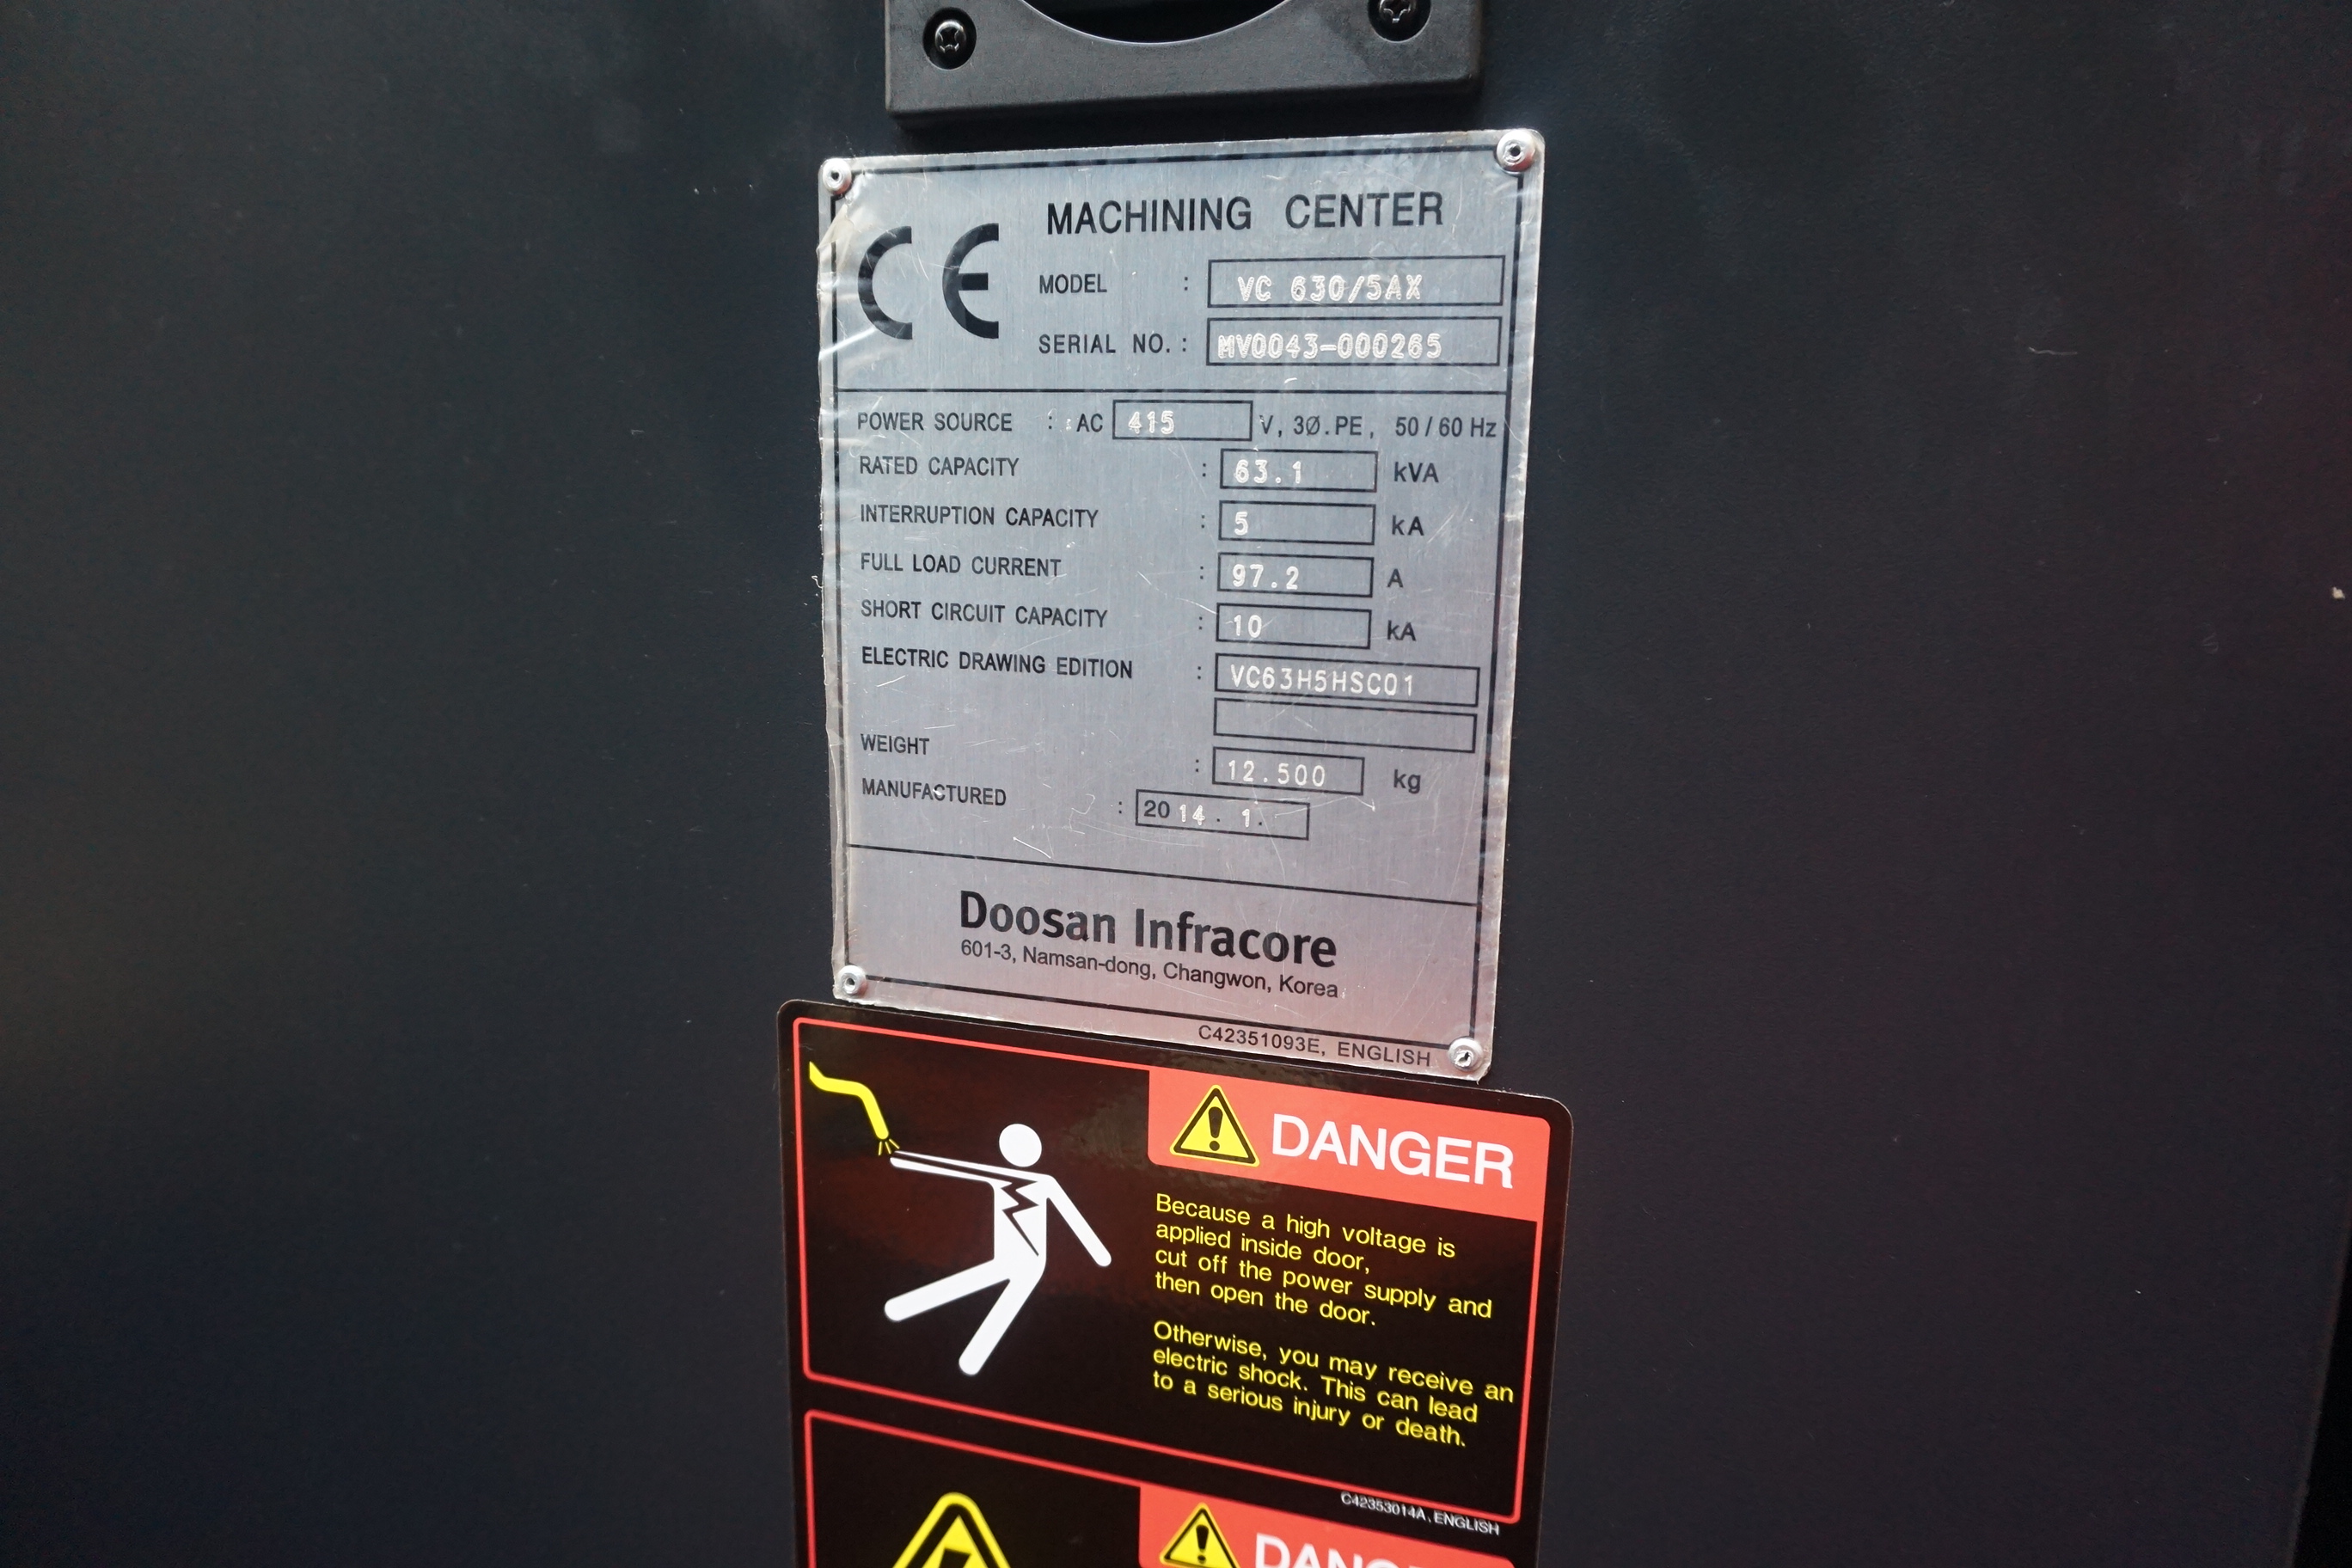 CE
MACHINING CENTER
MODEL : VC 630/5AX
SERIAL NO. : MV0043-000265
POWER SOURCE : AC 415 V, 3Ø.PE, 50/60 Hz
RATED CAPACITY : 63.1 kVA
INTERRUPTION CAPACITY : 5 kA
FULL LOAD CURRENT : 97.2 A
SHORT CIRCUIT CAPACITY : 10 kA
ELECTRIC DRAWING EDITION : VC63H5HSC01
WEIGHT : 12.500 kg
MANUFACTURED : 2014. 1.
Doosan Infracore
601-3, Namsan-dong, Changwon, Korea
C42351093E, ENGLISH
DANGER
Because a high voltage is
applied inside door,
cut off the power supply and
then open the door.
Otherwise, you may receive an
electric shock. This can lead
to a serious injury or death.
C42353014A, ENGLISH
DANGER